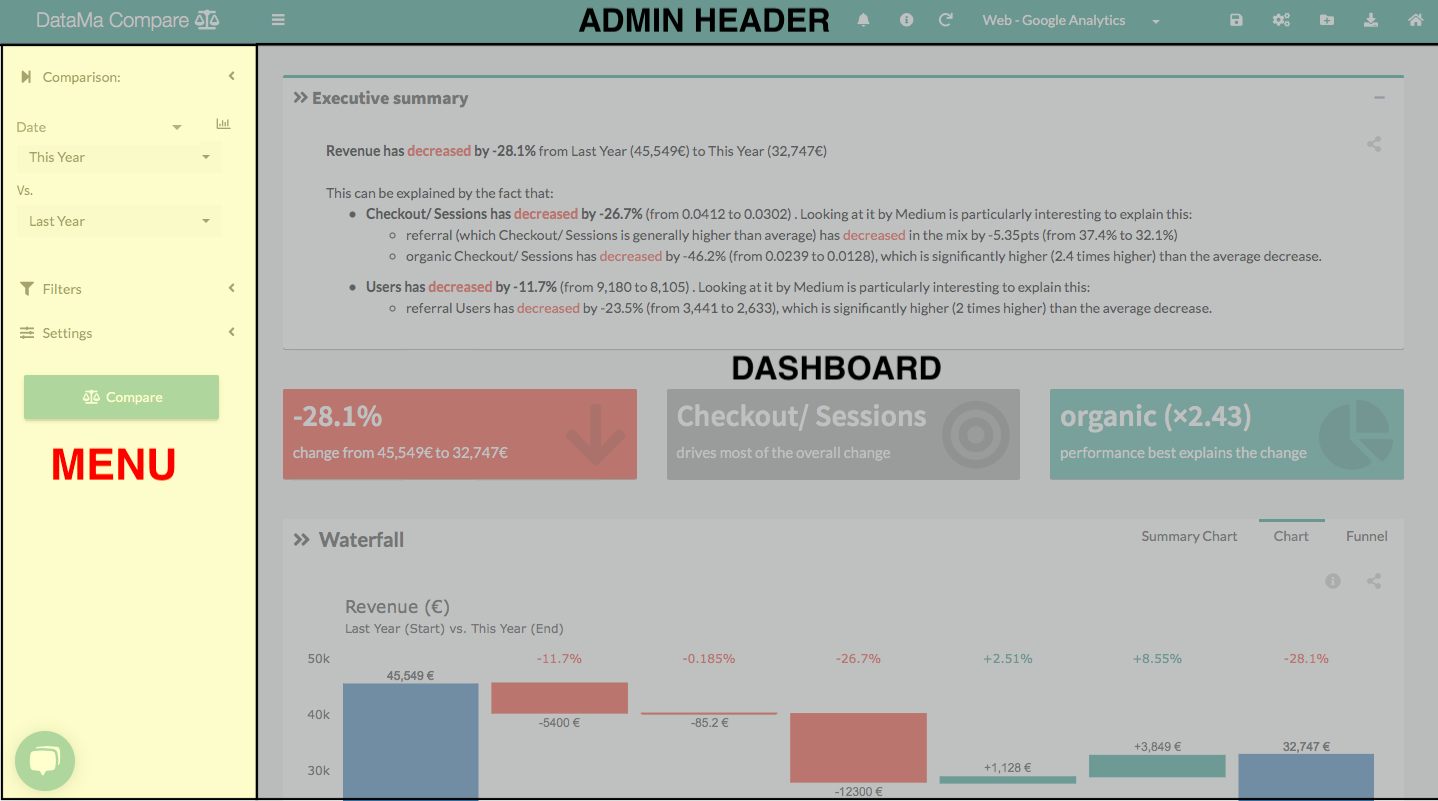 DataMa Compare
ADMIN HEADER
Web - Google Analytics
Comparison:
Date
This Year
Vs.
Last Year
Filters
Settings
Compare
MENU
Executive summary
Revenue has decreased by -28.1% from Last Year (45,549€) to This Year (32,747€)
This can be explained by the fact that:
Checkout/ Sessions has decreased by -26.7% (from 0.0412 to 0.0302) . Looking at it by Medium is particularly interesting to explain this:
referral (which Checkout/ Sessions is generally higher than average) has decreased in the mix by -5.35pts (from 37.4% to 32.1%)
organic Checkout/ Sessions has decreased by -46.2% (from 0.0239 to 0.0128), which is significantly higher (2.4 times higher) than the average decrease.
Users has decreased by -11.7% (from 9,180 to 8,105) . Looking at it by Medium is particularly interesting to explain this:
referral Users has decreased by -23.5% (from 3,441 to 2,633), which is significantly higher (2 times higher) than the average decrease.
DASHBOARD
-28.1%
change from 45,549€ to 32,747€
Checkout/ Sessions
drives most of the overall change
organic (×2.43)
performance best explains the change
Waterfall
Summary Chart Chart Funnel
Revenue (€)
Last Year (Start) vs. This Year (End)
50k -11.7% -0.185% -26.7% +2.51% +8.55% -28.1%
45,549 €
40k -5400 € -85.2 €
+3,849 € 32,747 €
30k +1,128 €
-12300 €